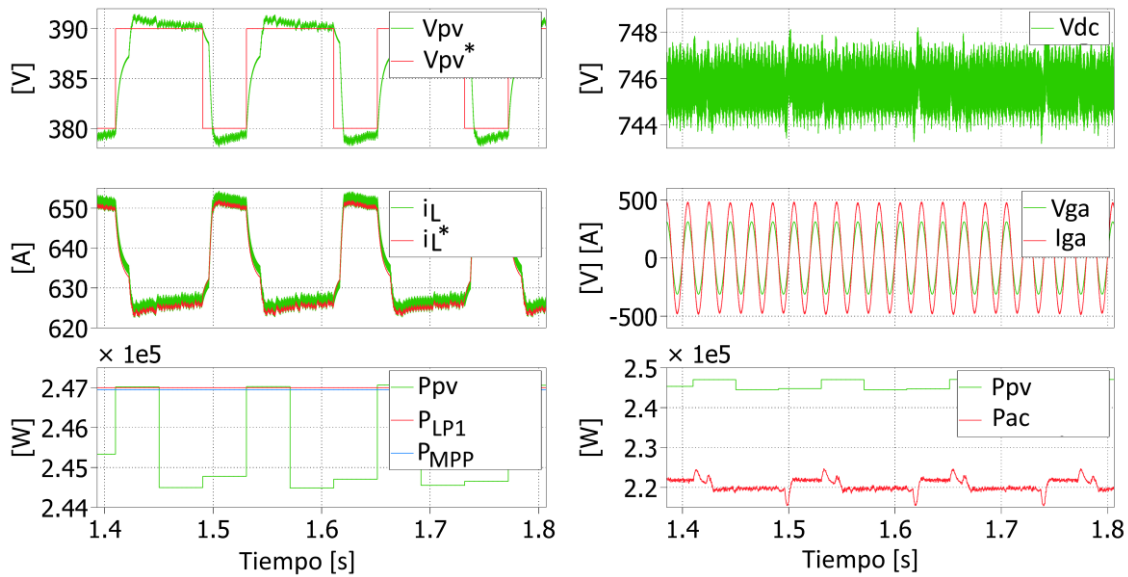 390
385
380
[V]
Vpv
Vpv*
748
746
744
[V]
Vdc
650
640
630
620
[A]
iL
iL*
500
0
-500
[V] [A]
Vga
Iga
× 1e5
2.47
2.46
2.45
2.44
[W]
Ppv
PLP1
PMPP
1.4 1.5 1.6 1.7 1.8
Tiempo [s]
× 1e5
2.5
2.4
2.3
2.2
[W]
Ppv
Pac
1.4 1.5 1.6 1.7 1.8
Tiempo [s]